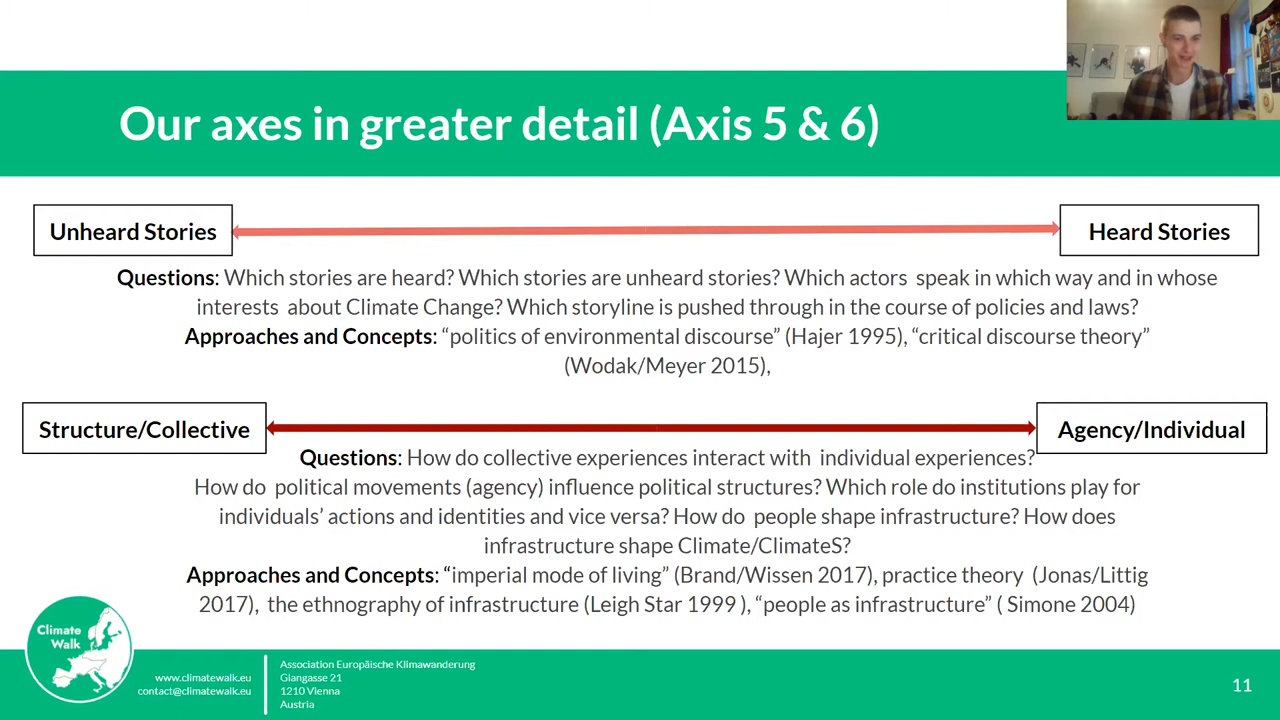 Our axes in greater detail (Axis 5 & 6)
Unheard Stories
Heard Stories
Questions: Which stories are heard? Which stories are unheard stories? Which actors speak in which way and in whose
interests about Climate Change? Which storyline is pushed through in the course of policies and laws?
Approaches and Concepts: “politics of environmental discourse” (Hajer 1995), “critical discourse theory”
(Wodak/Meyer 2015),
Structure/Collective
Agency/Individual
Questions: How do collective experiences interact with individual experiences?
How do political movements (agency) influence political structures? Which role do institutions play for
individuals’ actions and identities and vice versa? How do people shape infrastructure? How does
infrastructure shape Climate/ClimateS?
Approaches and Concepts: “imperial mode of living” (Brand/Wissen 2017), practice theory (Jonas/Littig
2017), the ethnography of infrastructure (Leigh Star 1999 ), “people as infrastructure” ( Simone 2004)
Climate
Walk
www.climatewalk.eu
contact@climatewalk.eu
Association Europäische Klimawanderung
Giangasse 21
1210 Vienna
Austria
11